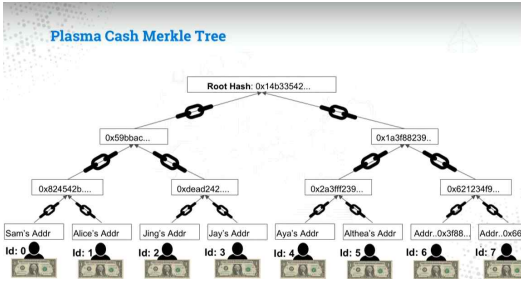 Plasma Cash Merkle Tree
Root Hash: 0x14b33542...
0x59bbac...
0x1a3f88239..
0x824542b....
0xdead242....
0x2a3fff239...
0x621234f9...
Sam's Addr
Alice's Addr
Jing's Addr
Jay's Addr
Aya's Addr
Althea's Addr
Addr..0x3f88...
Addr..0x66
Id: 0
Id: 1
Id: 2
Id: 3
Id: 4
Id: 5
Id: 6
Id: 7